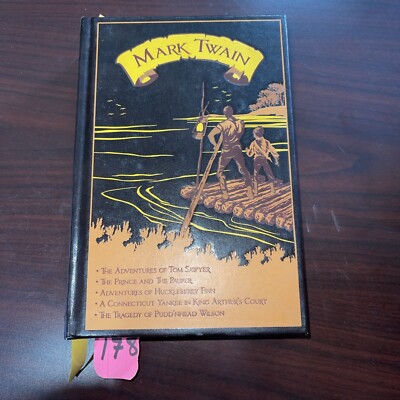 MARK TWAIN
• THE ADVENTURES OF TOM SAWYER
• THE PRINCE AND THE PAUPER
• ADVENTURES OF HUCKLEBERRY FINN
• A CONNECTICUT YANKEE IN KING ARTHUR'S COURT
• THE TRAGEDY OF PUDD'NHEAD WILSON
178